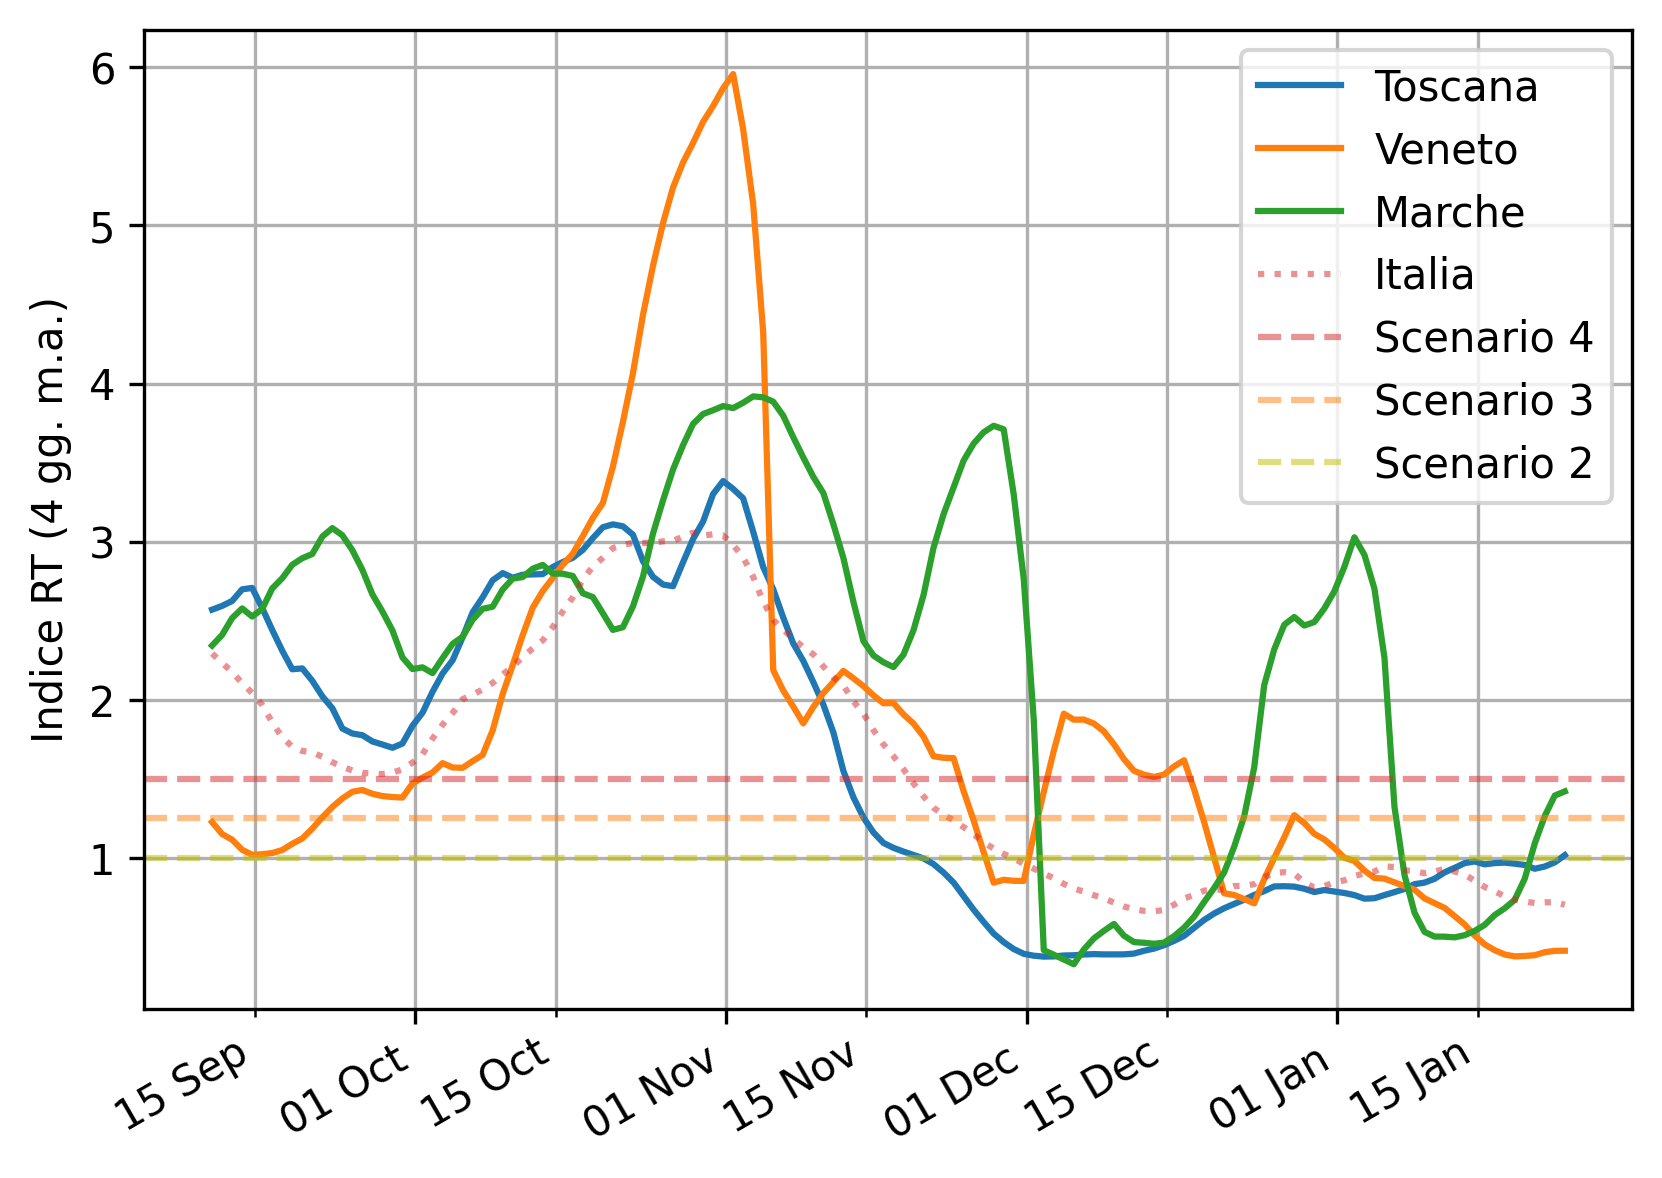 6
5
4
3
2
1
Indice RT (4 gg. m.a.)
Toscana
Veneto
Marche
Italia
Scenario 4
Scenario 3
Scenario 2
15 Sep
01 Oct
15 Oct
01 Nov
15 Nov
01 Dec
15 Dec
01 Jan
15 Jan